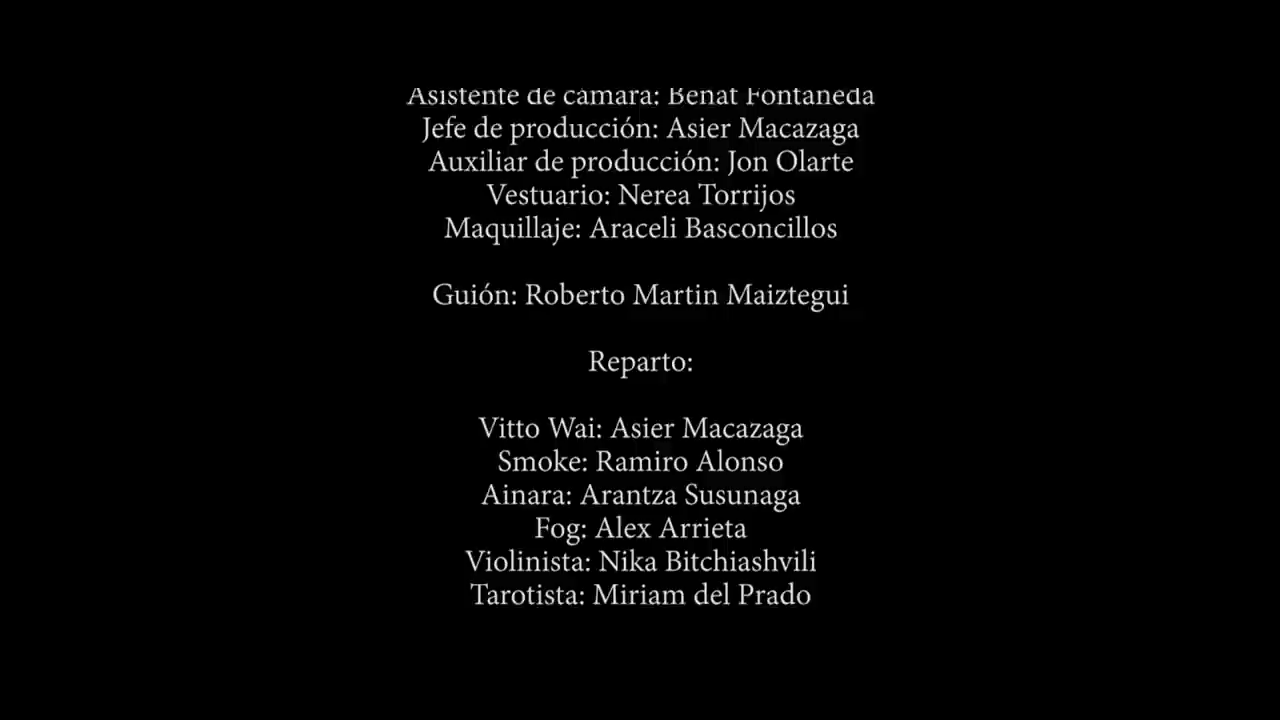 Asistente de cámara: Beñat Fontaneda
Jefe de producción: Asier Macazaga
Auxiliar de producción: Jon Olarte
Vestuario: Nerea Torrijos
Maquillaje: Araceli Basconcillos
Guión: Roberto Martin Maiztegui
Reparto:
Vitto Wai: Asier Macazaga
Smoke: Ramiro Alonso
Ainara: Arantza Susunaga
Fog: Alex Arrieta
Violinista: Nika Bitchiashvili
Tarotista: Miriam del Prado